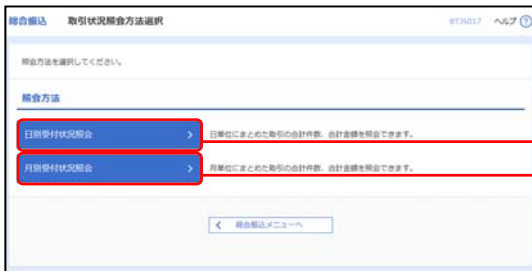 総合振込 取引状況照会方法選択 BTJS017 ヘルプ ?
照会方法を選択してください。
照会方法
日別受付状況照会 日単位にまとめた取引の合計件数、合計金額を照会できます。
月別受付状況照会 月単位にまとめた取引の合計件数、合計金額を照会できます。
総合振込メニューへ